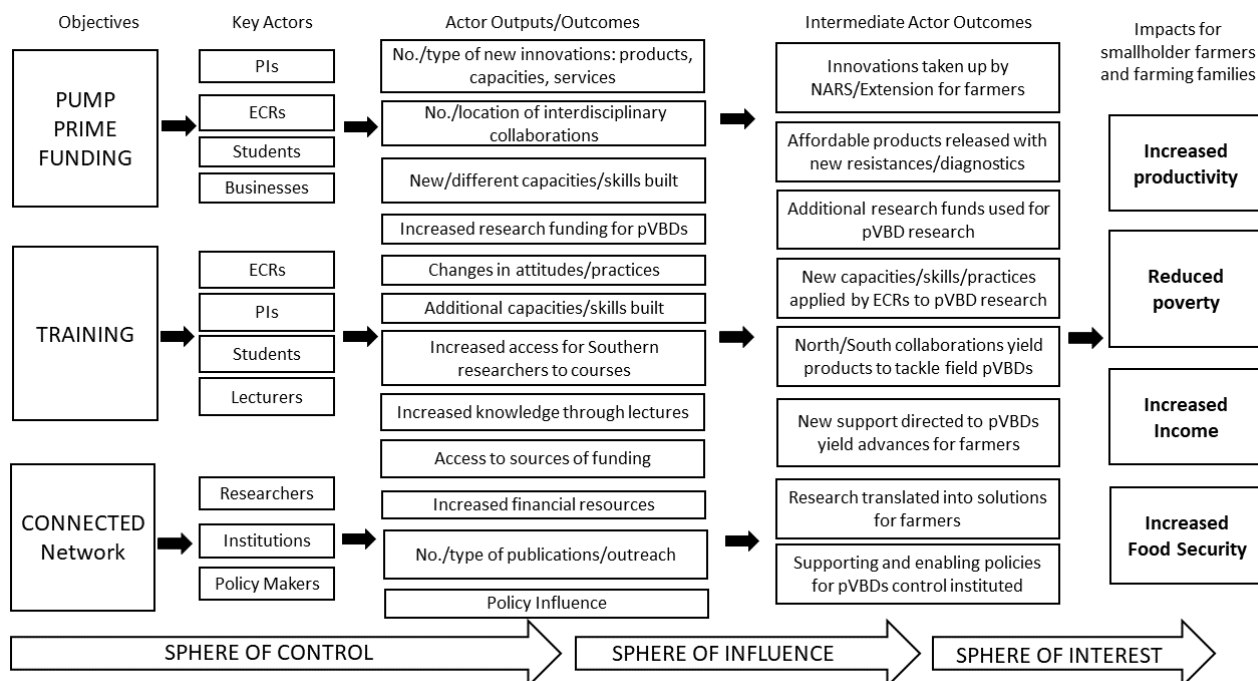 Objectives
Key Actors
Actor Outputs/Outcomes
Intermediate Actor Outcomes
Impacts for
smallholder farmers
and farming families
PUMP
PRIME
FUNDING
PIs
ECRs
Students
Businesses
No./type of new innovations: products,
capacities, services
No./location of interdisciplinary
collaborations
New/different capacities/skills built
Increased research funding for pVBDs
Innovations taken up by
NARS/Extension for farmers
Affordable products released with
new resistances/diagnostics
Additional research funds used for
pVBD research
Increased
productivity
TRAINING
ECRs
PIs
Students
Lecturers
Changes in attitudes/practices
Additional capacities/skills built
Increased access for Southern
researchers to courses
Increased knowledge through lectures
New capacities/skills/practices
applied by ECRs to pVBD research
North/South collaborations yield
products to tackle field pVBDs
New support directed to pVBDs
yield advances for farmers
Reduced
poverty
Increased
Income
CONNECTED
Network
Researchers
Institutions
Policy Makers
Access to sources of funding
Increased financial resources
No./type of publications/outreach
Policy Influence
Research translated into solutions
for farmers
Supporting and enabling policies
for pVBDs control instituted
Increased
Food Security
SPHERE OF CONTROL
SPHERE OF INFLUENCE
SPHERE OF INTEREST